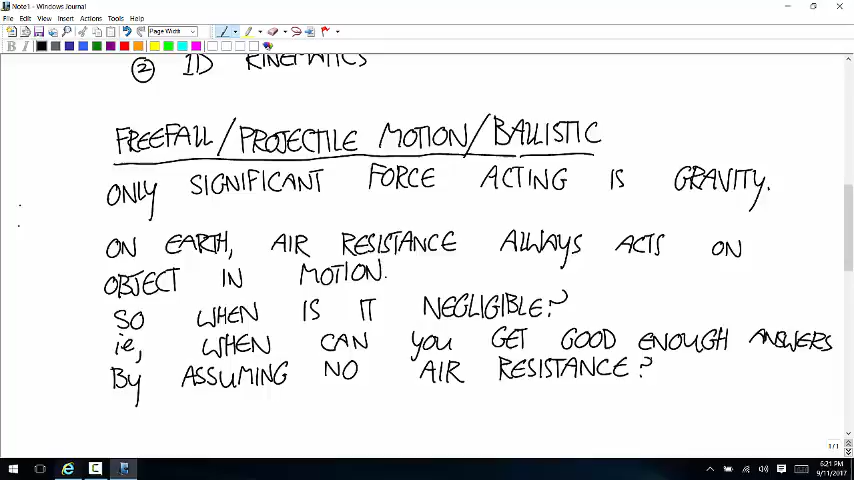 Note1 - Windows Journal
File Edit View Insert Actions Tools Help
Page Width
B I
② 1D KINEMATICS
FREEFALL/PROJECTILE MOTION/BALLISTIC
ONLY SIGNIFICANT FORCE ACTING IS GRAVITY.
ON EARTH, AIR RESISTANCE ALWAYS ACTS ON
OBJECT IN MOTION.
SO WHEN IS IT NEGLIGIBLE?
ie, WHEN CAN YOU GET GOOD ENOUGH ANSWERS
BY ASSUMING NO AIR RESISTANCE?
1/1
6:21 PM
9/11/2017